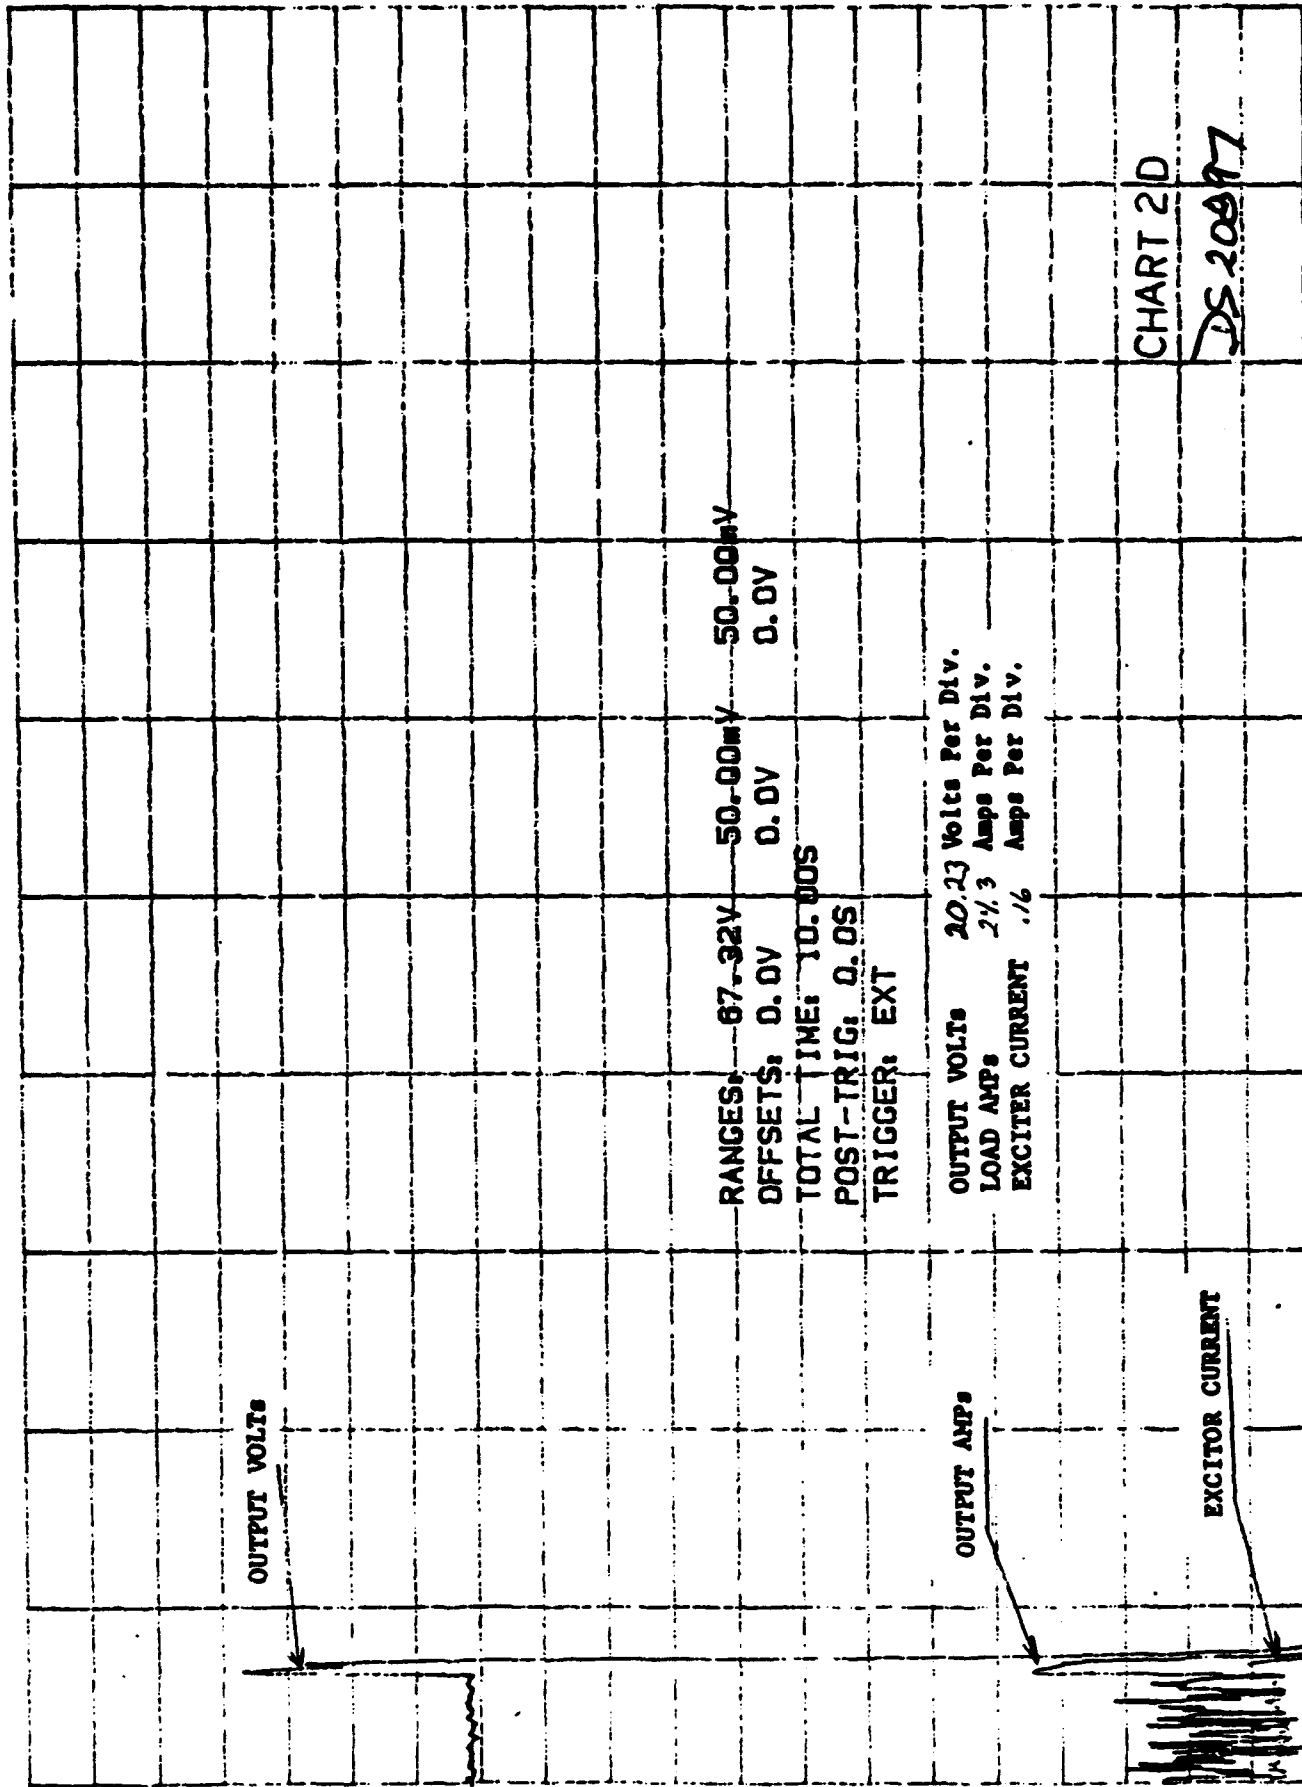 OUTPUT VOLTs
RANGES: 67.32V 50.00mV 50.00mV
OFFSETS: 0.0V 0.0V 0.0V
TOTAL TIME: 10.00S
POST-TRIG: 0.0S
TRIGGER: EXT
OUTPUT VOLTs 20.23 Volts Per Div.
LOAD AMPs Amps Per Div.
EXCITER CURRENT .16 Amps Per Div.
OUTPUT AMPs
EXCITOR CURRENT
CHART 2D